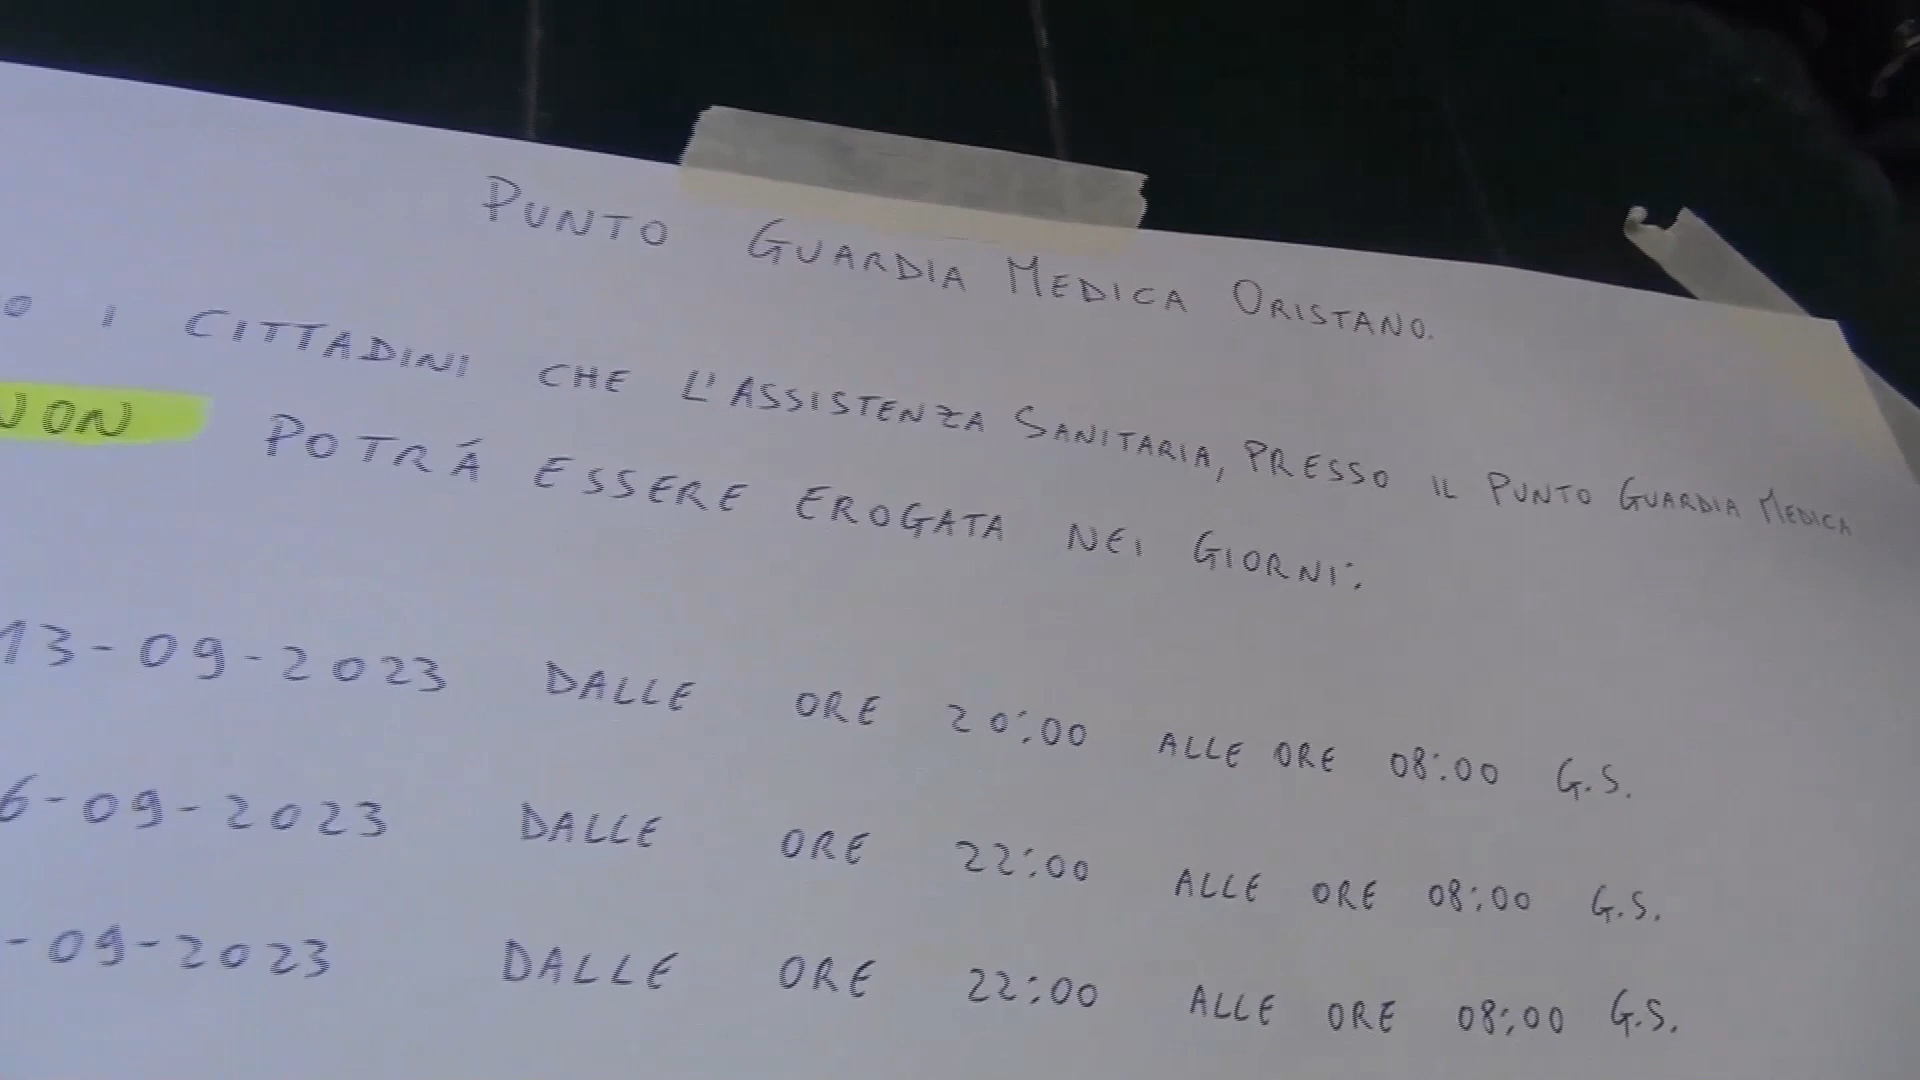 PUNTO GUARDIA MEDICA ORISTANO.
I CITTADINI CHE L'ASSISTENZA SANITARIA, PRESSO IL PUNTO GUARDIA MEDICA
NON POTRÁ ESSERE EROGATA NEI GIORNI:
13-09-2023 DALLE ORE 20:00 ALLE ORE 08:00 G.S.
6-09-2023 DALLE ORE 22:00 ALLE ORE 08:00 G.S.
-09-2023 DALLE ORE 22:00 ALLE ORE 08:00 G.S.